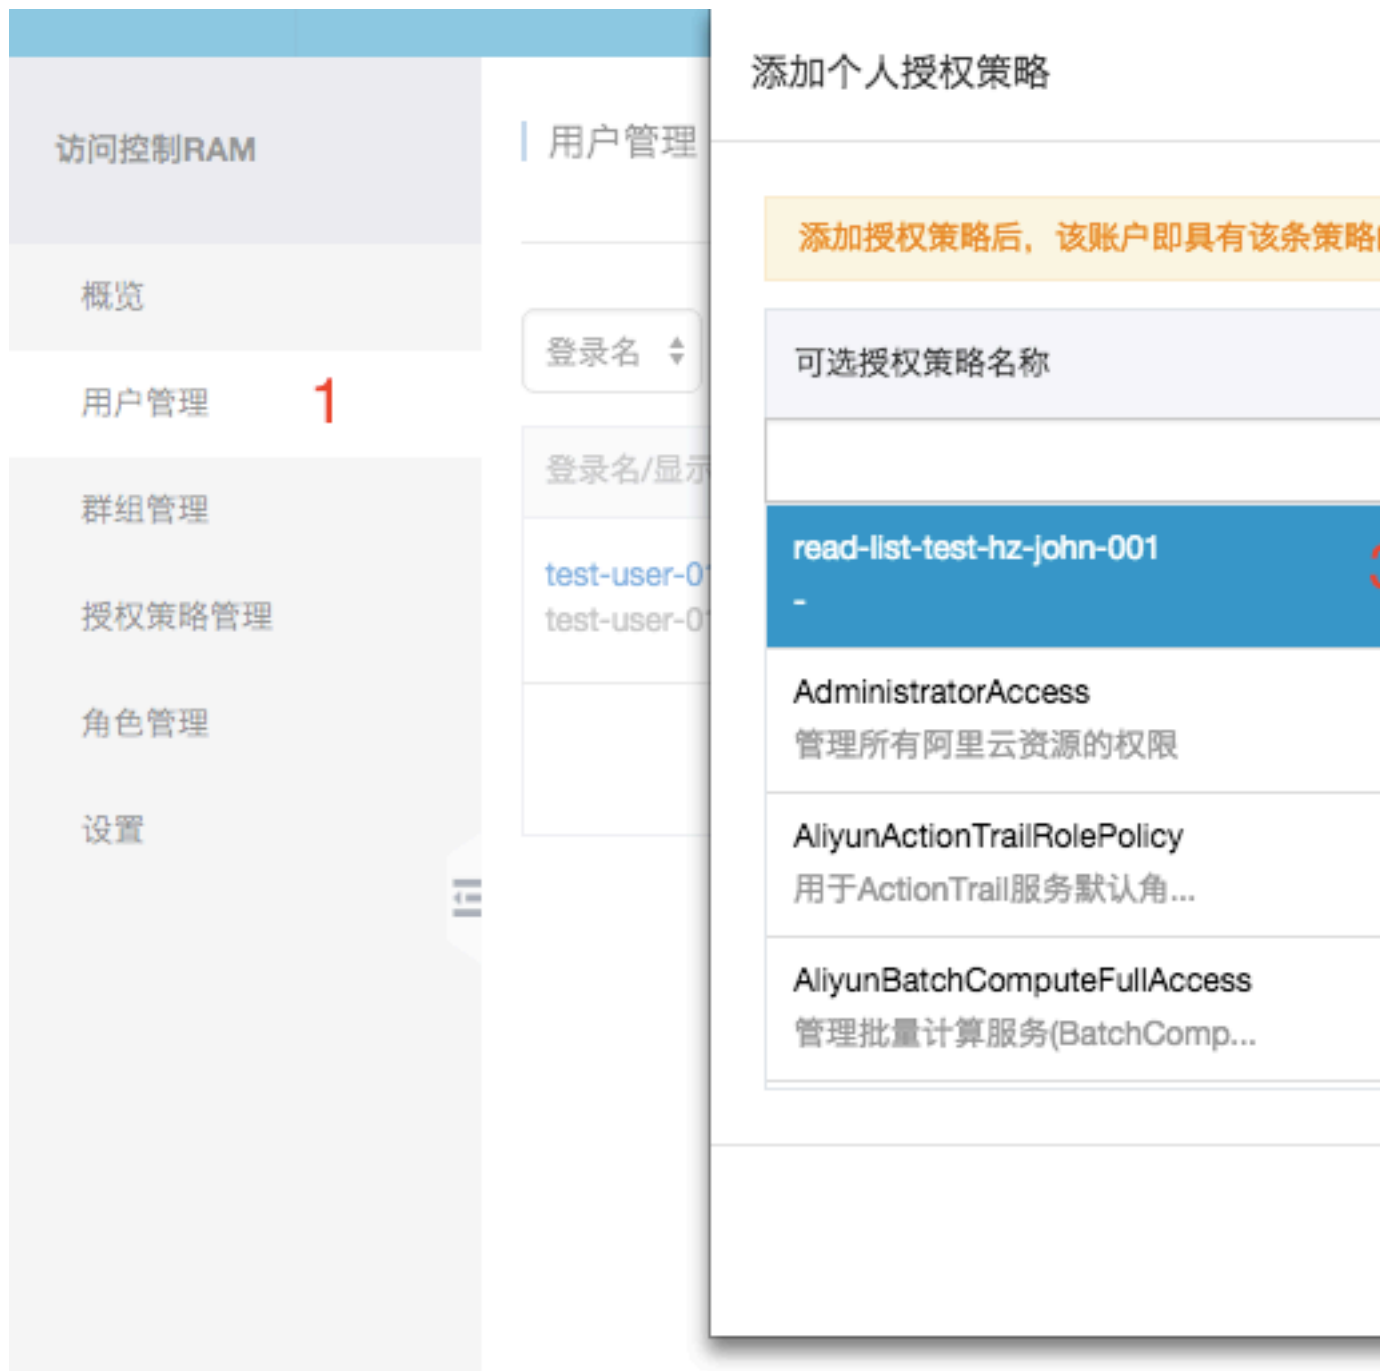 访问控制RAM
概览
用户管理 1
群组管理
授权策略管理
角色管理
设置
用户管理
登录名
登录名/显示
test-user-0
test-user-0
添加个人授权策略
添加授权策略后，该账户即具有该条策略
可选授权策略名称
read-list-test-hz-john-001
-
AdministratorAccess
管理所有阿里云资源的权限
AliyunActionTrailRolePolicy
用于ActionTrail服务默认角...
AliyunBatchComputeFullAccess
管理批量计算服务(BatchComp...